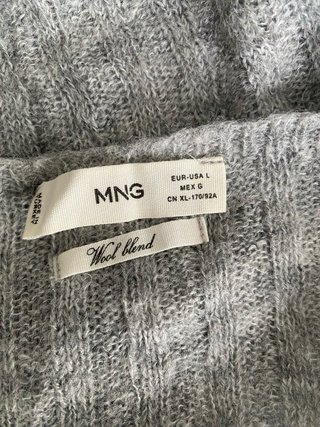 MNG
EUR-USA L
MEX G
CN XL-170/92A
Wool blend